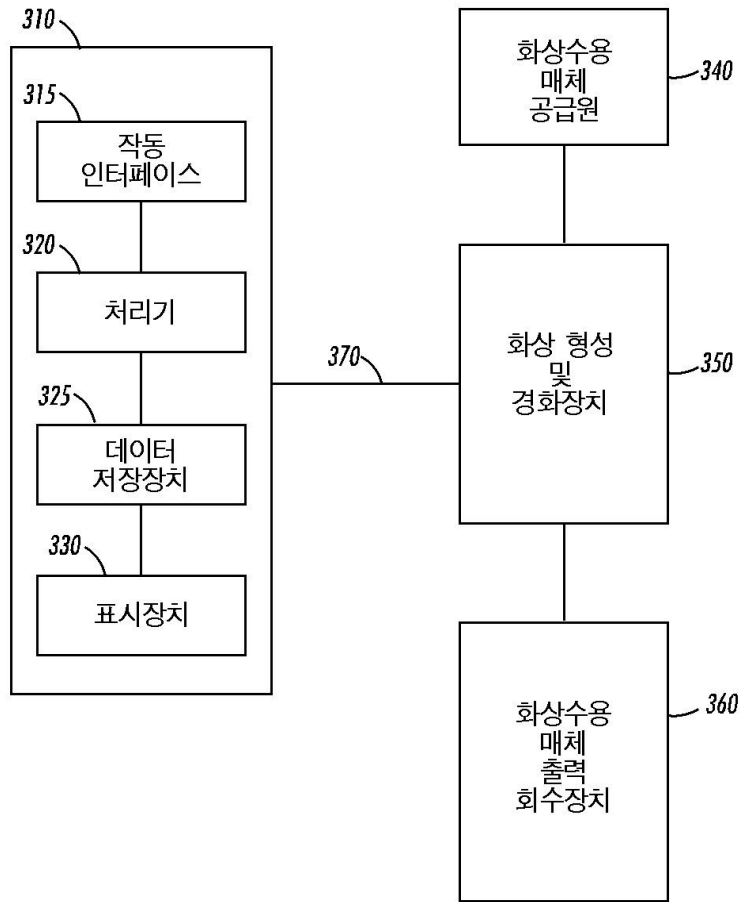 310
315
작동
인터페이스
320
처리기
325
데이터
저장장치
330
표시장치
370
화상수용
매체
공급원
340
화상 형성
및
경화장치
350
화상수용
매체
출력
회수장치
360